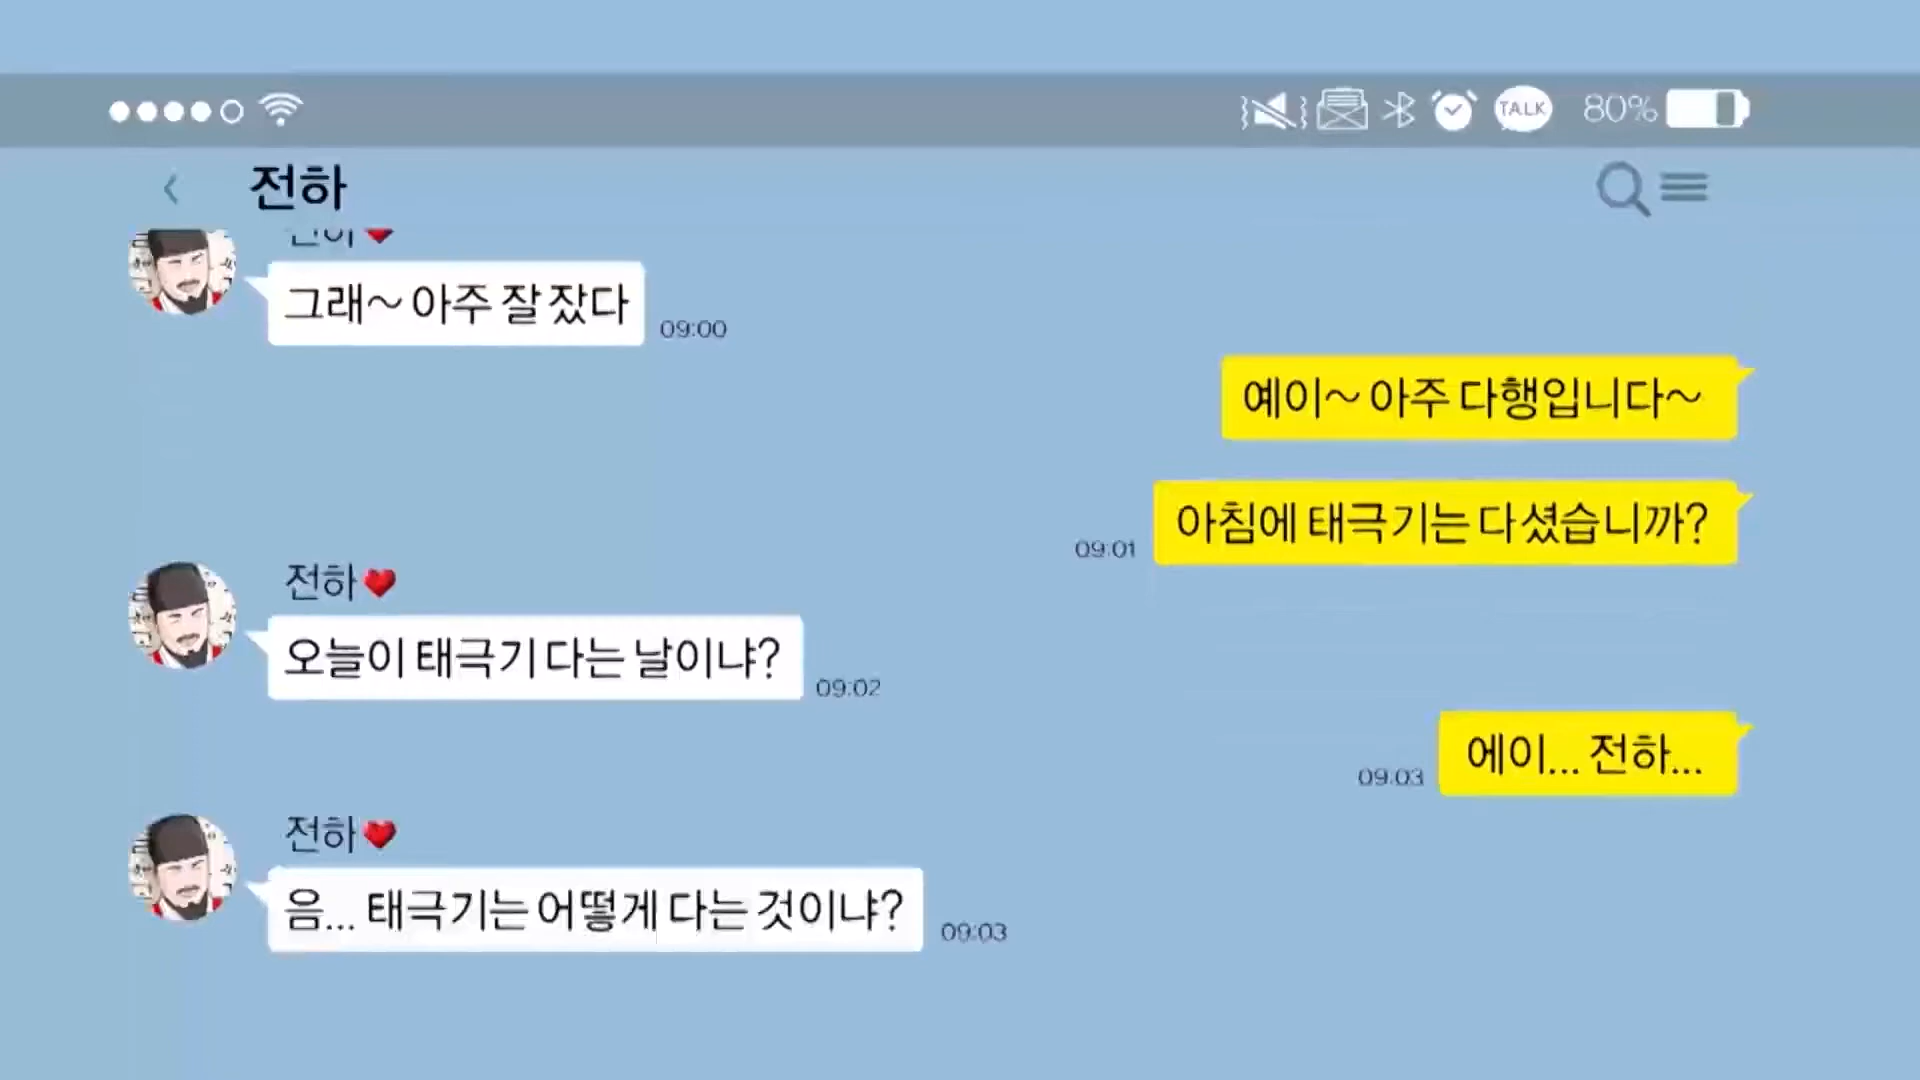 TALK
80%
전하
전하
그래~ 아주 잘 잤다
09:00
예이~ 아주 다행입니다~
아침에 태극기는 다셨습니까?
09:01
전하
오늘이 태극기 다는 날이냐?
09:02
에이... 전하...
09:03
전하
음... 태극기는 어떻게 다는 것이냐?
09:03